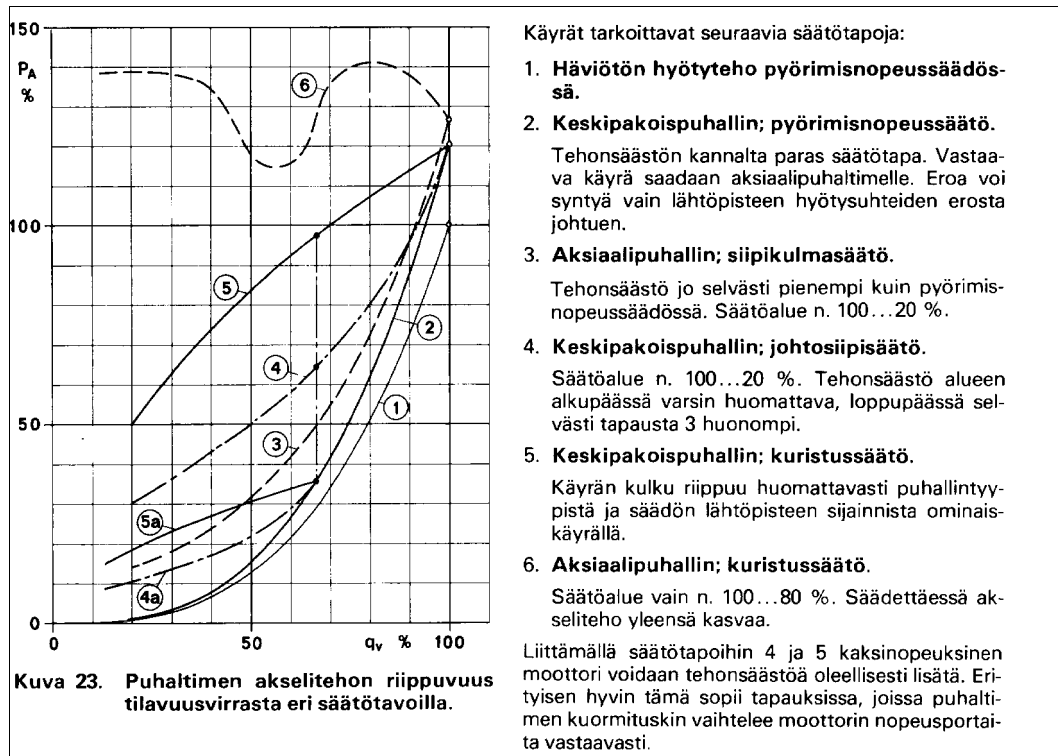 150
P_A
%
100
50
0
0
50
q_v %
100
6
5
4
2
1
3
5a
4a
Kuva 23. Puhaltimen akselitehon riippuvuus
tilavuusvirrasta eri säätötavoilla.
Käyrät tarkoittavat seuraavia säätötapoja:
1. Häviötön hyötyteho pyörimisnopeussäädös-
sä.
2. Keskipakoispuhallin; pyörimisnopeussäätö.
Tehonsäästön kannalta paras säätötapa. Vastaa-
va käyrä saadaan aksiaalipuhaltimelle. Eroa voi
syntyä vain lähtöpisteen hyötysuhteiden erosta
johtuen.
3. Aksiaalipuhallin; siipikulmasäätö.
Tehonsäästö jo selvästi pienempi kuin pyörimis-
nopeussäädössä. Säätöalue n. 100...20 %.
4. Keskipakoispuhallin; johtosiipisäätö.
Säätöalue n. 100...20 %. Tehonsäästö alueen
alkupäässä varsin huomattava, loppupäässä sel-
västi tapausta 3 huonompi.
5. Keskipakoispuhallin; kuristussäätö.
Käyrän kulku riippuu huomattavasti puhallintyy-
pistä ja säädön lähtöpisteen sijainnista ominais-
käyrällä.
6. Aksiaalipuhallin; kuristussäätö.
Säätöalue vain n. 100...80 %. Säädettäessä ak-
seliteho yleensä kasvaa.
Liittämällä säätötapoihin 4 ja 5 kaksinopeuksinen
moottori voidaan tehonsäästöä oleellisesti lisätä. Eri-
tyisen hyvin tämä sopii tapauksissa, joissa puhalti-
men kuormituskin vaihtelee moottorin nopeusportai-
ta vastaavasti.